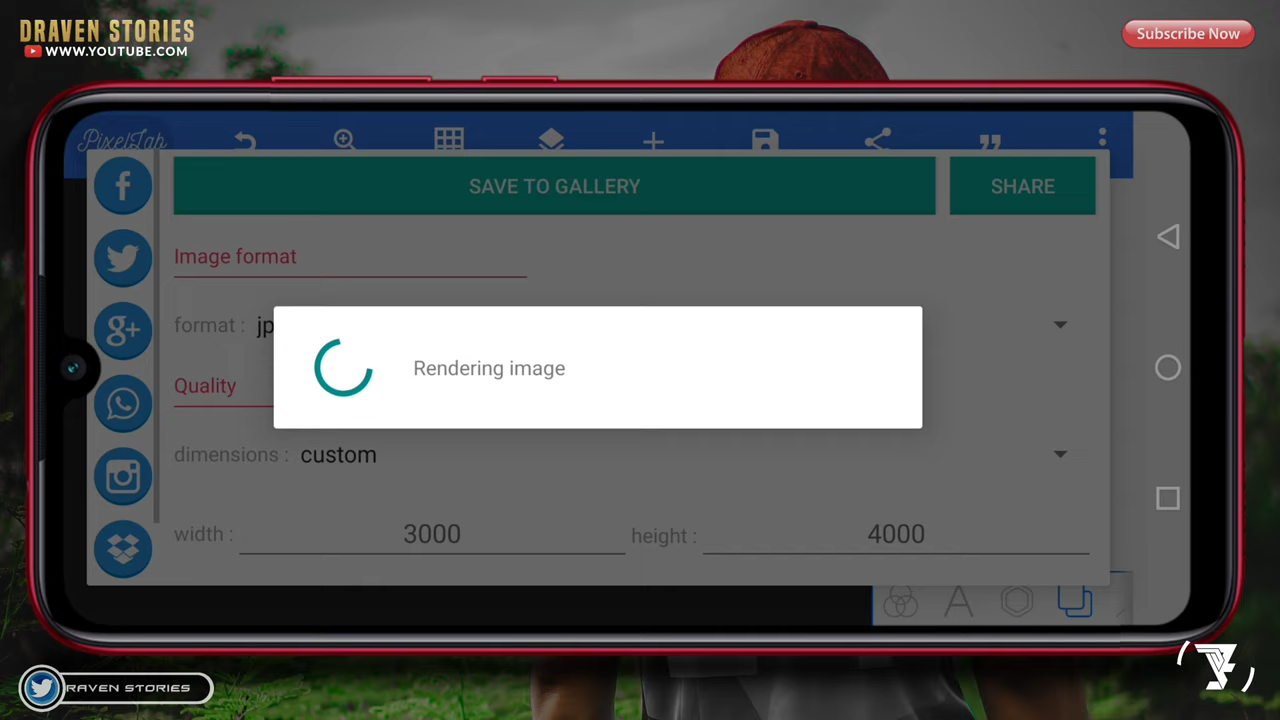 DRAVEN STORIES
WWW.YOUTUBE.COM
Subscribe Now
PixelLab
SAVE TO GALLERY
SHARE
Image format
format : jp
Quality
dimensions : custom
width : 3000
height : 4000
Rendering image
RAVEN STORIES